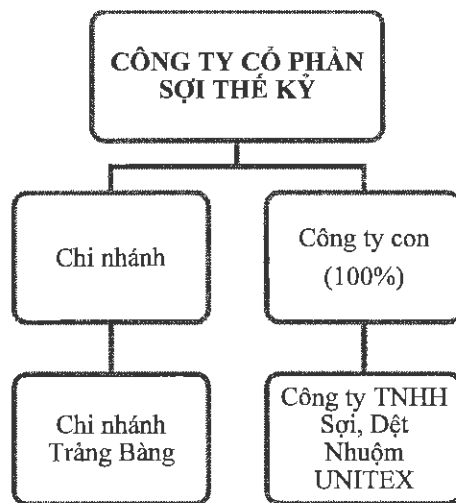 CÔNG TY CỔ PHẦN
SỢI THẾ KỶ
Chi nhánh
Công ty con
(100%)
Chi nhánh
Trảng Bàng
Công ty TNHH
Sợi, Dệt
Nhuộm
UNITEX